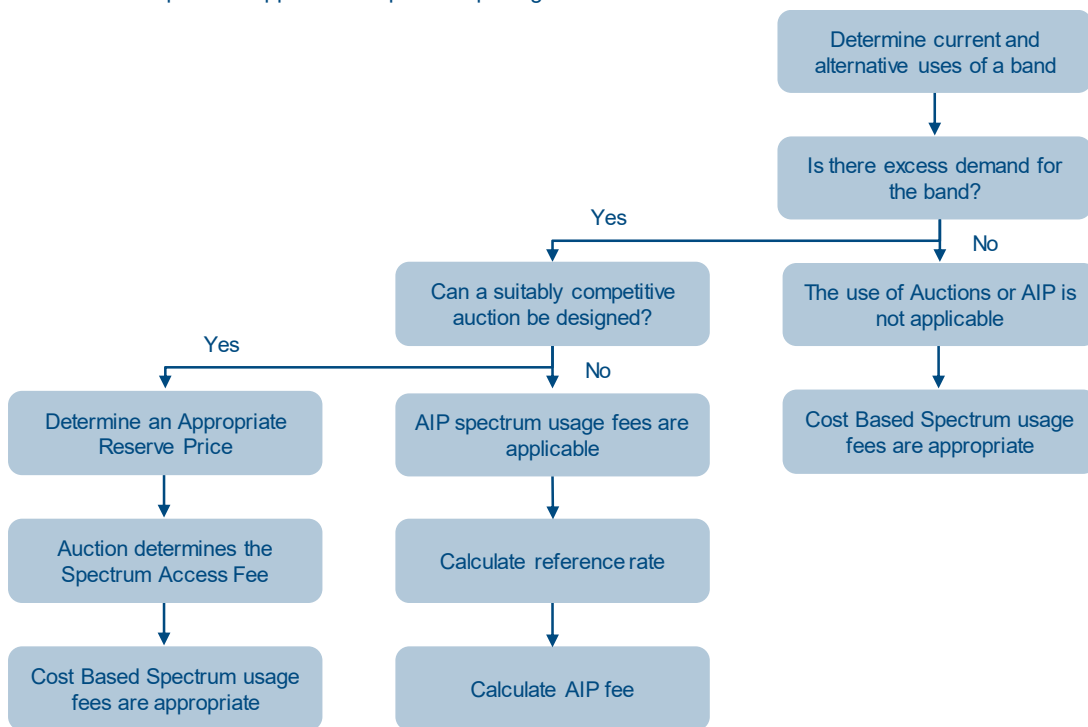 Determine current and
alternative uses of a band
Is there excess demand for
the band?
Yes
No
Can a suitably competitive
auction be designed?
The use of Auctions or AIP is
not applicable
Yes
No
Determine an Appropriate
Reserve Price
AIP spectrum usage fees are
applicable
Cost Based Spectrum usage
fees are appropriate
Auction determines the
Spectrum Access Fee
Calculate reference rate
Cost Based Spectrum usage
fees are appropriate
Calculate AIP fee